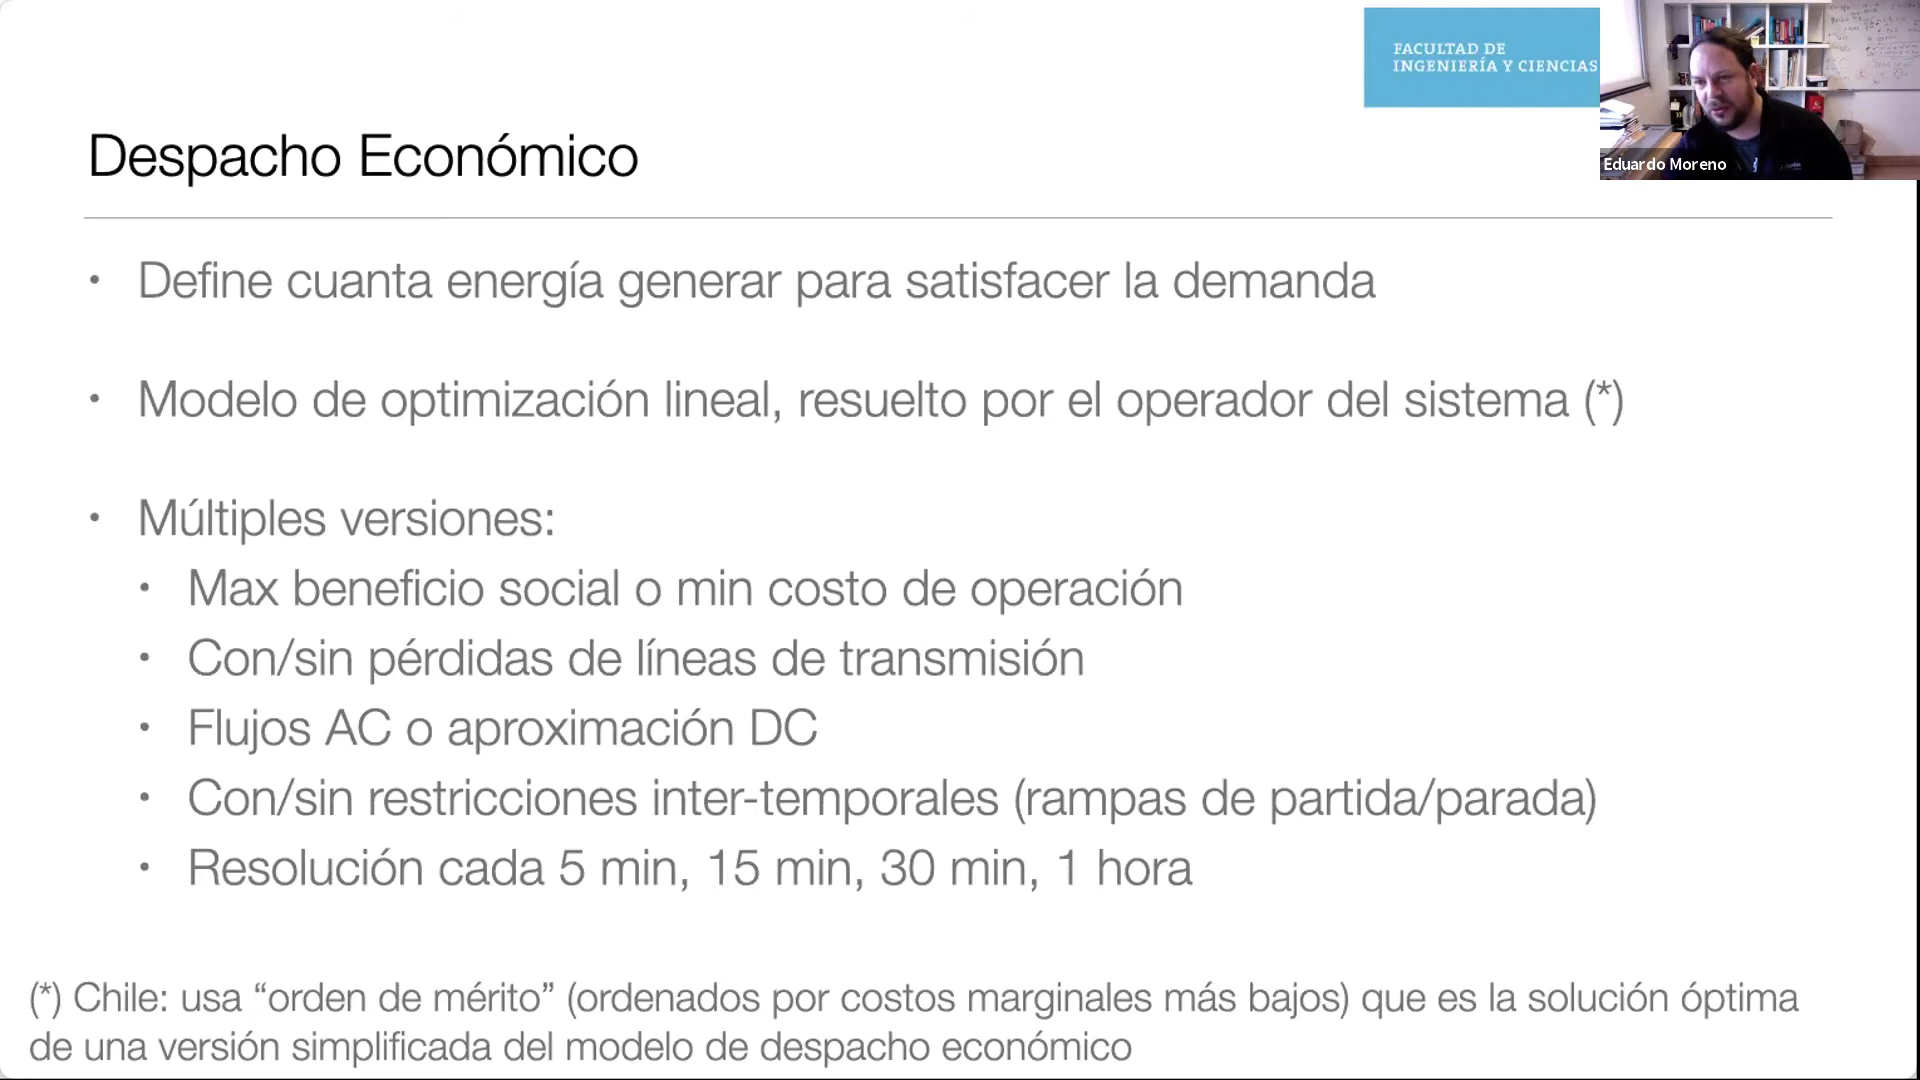 FACULTAD DE
INGENIERÍA Y CIENCIAS
Eduardo Moreno
Despacho Económico
• Define cuanta energía generar para satisfacer la demanda
• Modelo de optimización lineal, resuelto por el operador del sistema (*)
• Múltiples versiones:
• Max beneficio social o min costo de operación
• Con/sin pérdidas de líneas de transmisión
• Flujos AC o aproximación DC
• Con/sin restricciones inter-temporales (rampas de partida/parada)
• Resolución cada 5 min, 15 min, 30 min, 1 hora
(*) Chile: usa “orden de mérito” (ordenados por costos marginales más bajos) que es la solución óptima
de una versión simplificada del modelo de despacho económico